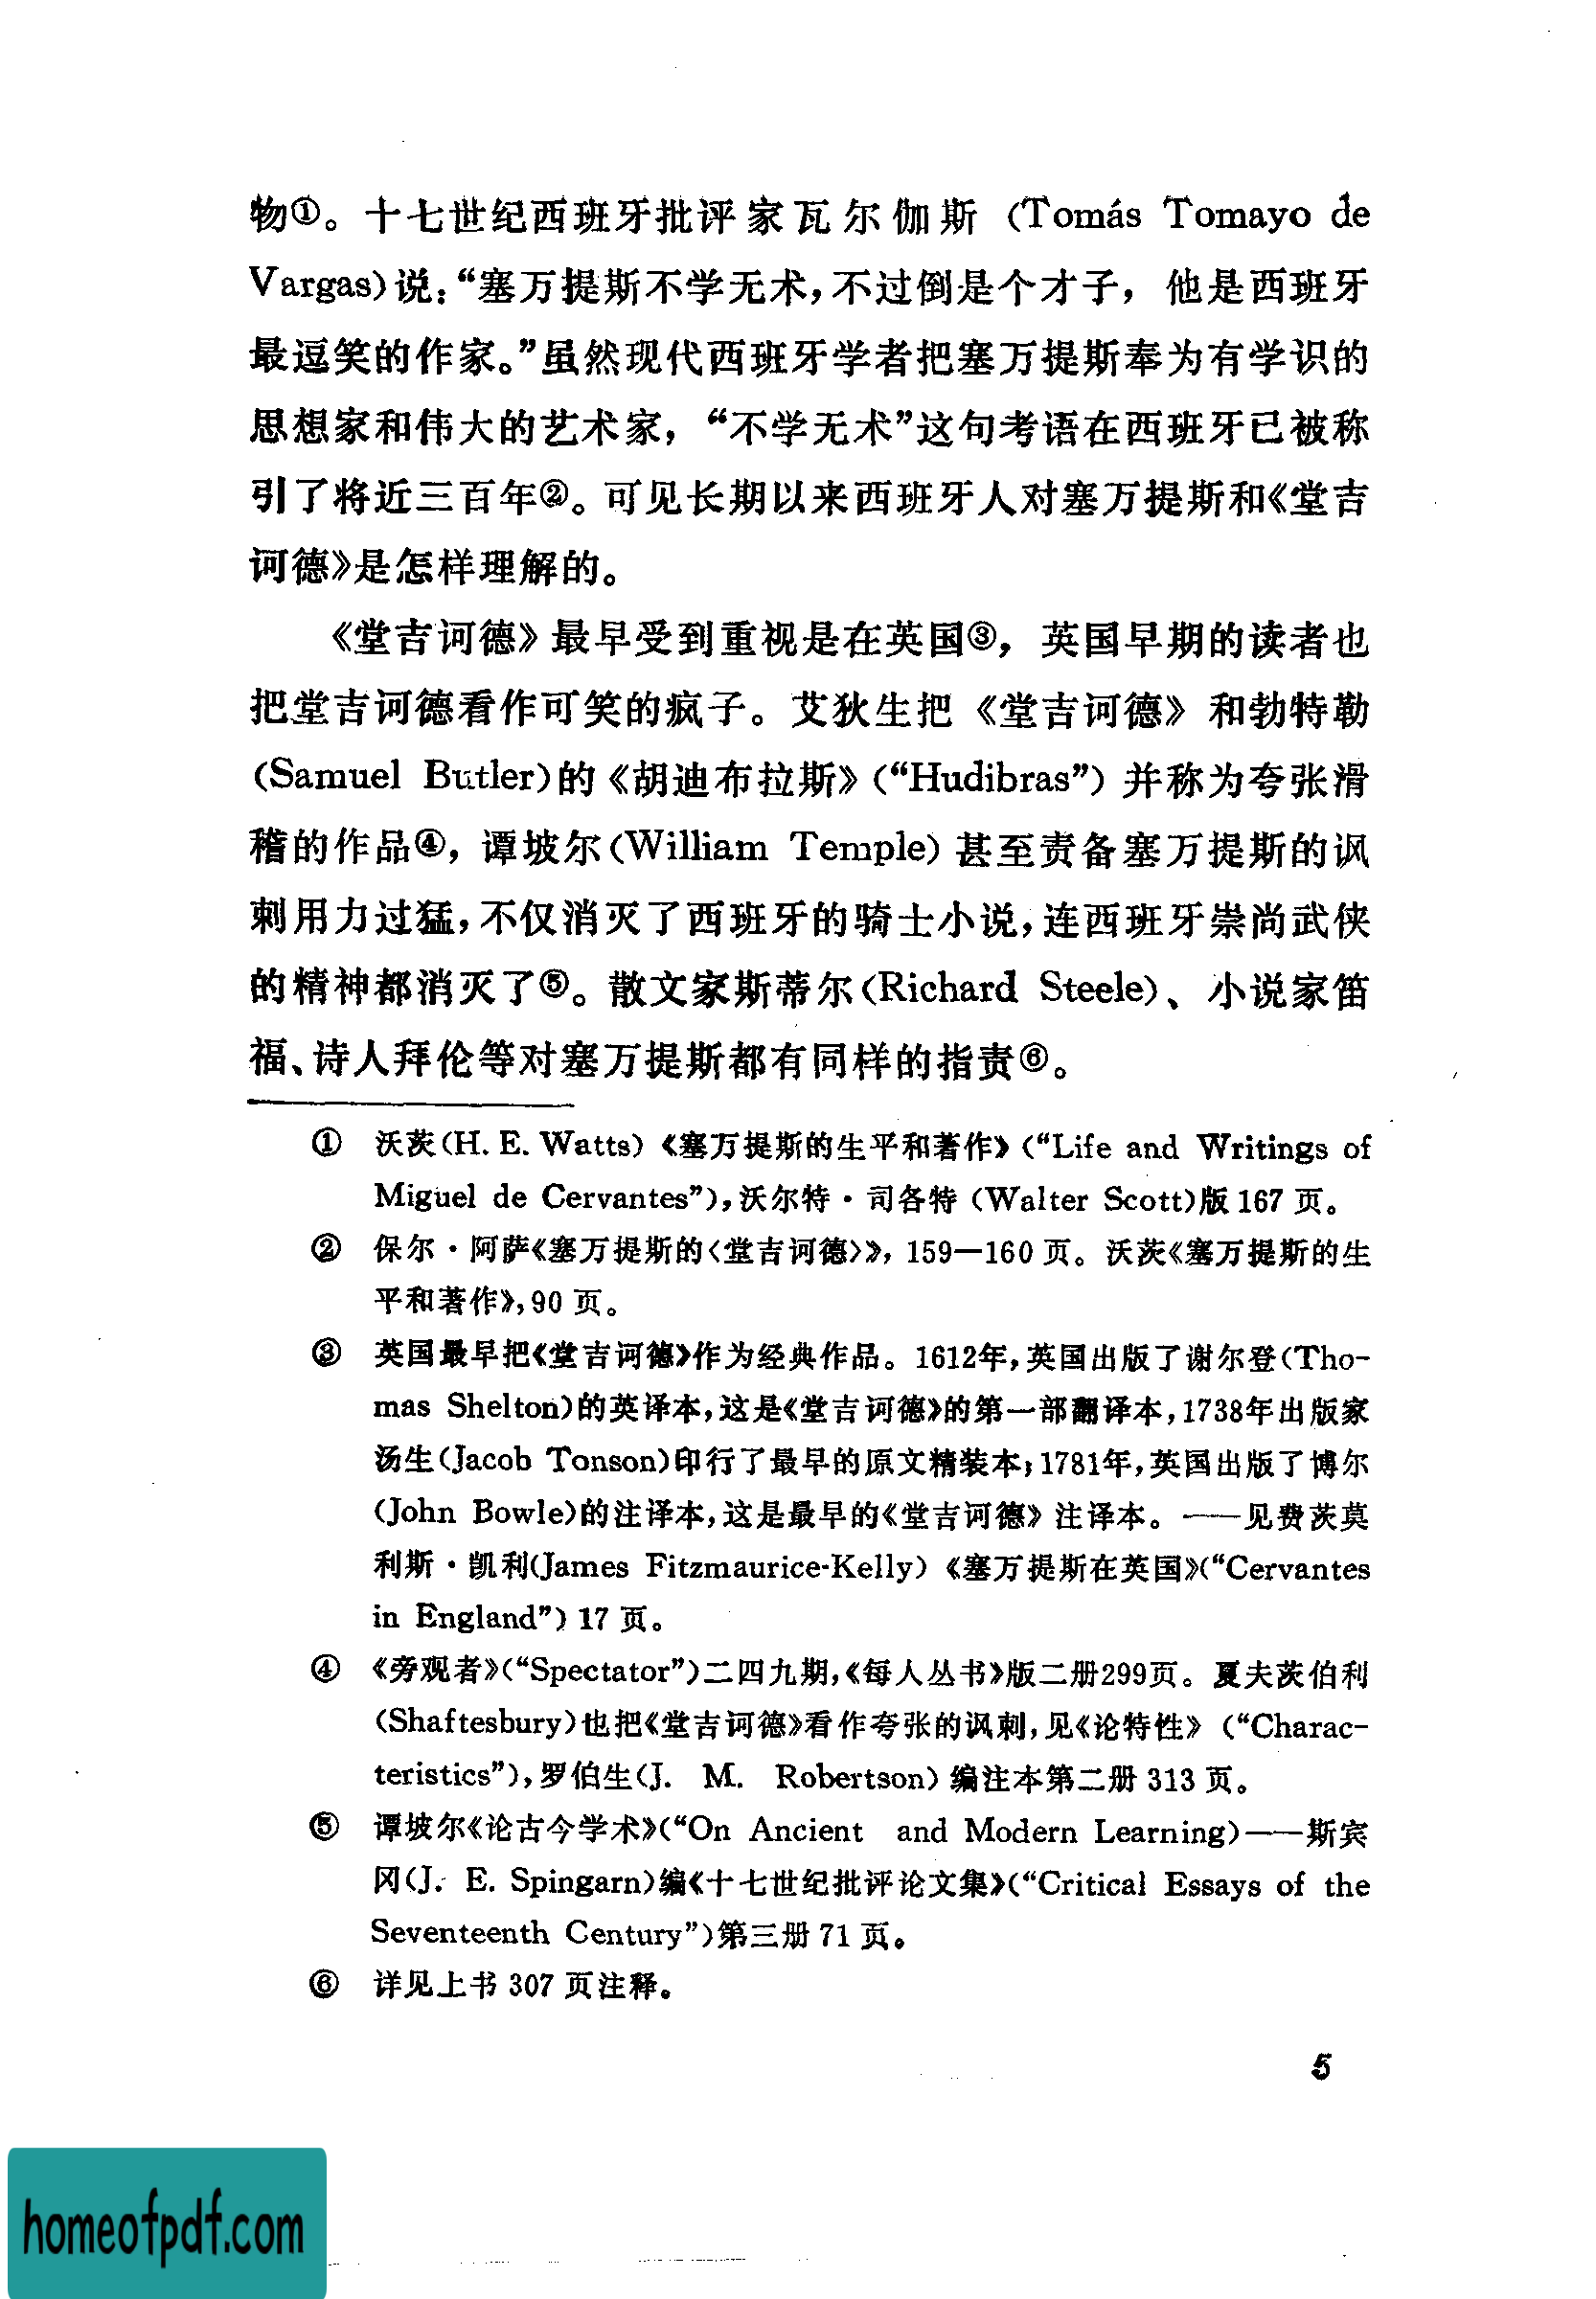 物①。十七世纪西班牙批评家瓦尔伽斯 (Tomás Tomayo de
Vargas)说:“塞万提斯不学无术,不过倒是个才子, 他是西班牙
最逗笑的作家。”虽然现代西班牙学者把塞万提斯奉为有学识的
思想家和伟大的艺术家, “不学无术”这句考语在西班牙已被称
引了将近三百年②。可见长期以来西班牙人对塞万提斯和《堂吉
诃德》是怎样理解的。
《堂吉诃德》最早受到重视是在英国③, 英国早期的读者也
把堂吉诃德看作可笑的疯子。艾狄生把《堂吉诃德》和勃特勒
(Samuel Butler)的《胡迪布拉斯》(“Hudibras”) 并称为夸张滑
稽的作品④, 谭坡尔(William Temple) 甚至责备塞万提斯的讽
刺用力过猛,不仅消灭了西班牙的骑士小说,连西班牙崇尚武侠
的精神都消灭了⑤。散文家斯蒂尔(Richard Steele)、小说家笛
福、诗人拜伦等对塞万提斯都有同样的指责⑥。
① 沃茨(H. E. Watts)《塞万提斯的生平和著作》(“Life and Writings of
Miguel de Cervantes”),沃尔特·司各特 (Walter Scott)版 167 页。
② 保尔·阿萨《塞万提斯的〈堂吉诃德〉》, 159—160 页。沃茨《塞万提斯的生
平和著作》,90 页。
③ 英国最早把《堂吉诃德》作为经典作品。1612年,英国出版了谢尔登(Tho-
mas Shelton)的英译本,这是《堂吉诃德》的第一部翻译本,1738年出版家
汤生(Jacob Tonson)印行了最早的原文精装本;1781年,英国出版了博尔
(John Bowle)的注译本,这是最早的《堂吉诃德》注译本。——见费茨莫
利斯·凯利(James Fitzmaurice-Kelly)《塞万提斯在英国》(“Cervantes
in England”) 17 页。
④ 《旁观者》(“Spectator”)二四九期,《每人丛书》版二册299页。夏夫茨伯利
(Shaftesbury)也把《堂吉诃德》看作夸张的讽刺,见《论特性》(“Charac-
teristics”),罗伯生(J. M. Robertson) 编注本第二册 313 页。
⑤ 谭坡尔《论古今学术》(“On Ancient and Modern Learning)——斯宾
冈(J. E. Spingarn)编《十七世纪批评论文集》(“Critical Essays of the
Seventeenth Century”)第三册 71 页。
⑥ 详见上书 307 页注释。
5
homeofpdf.com